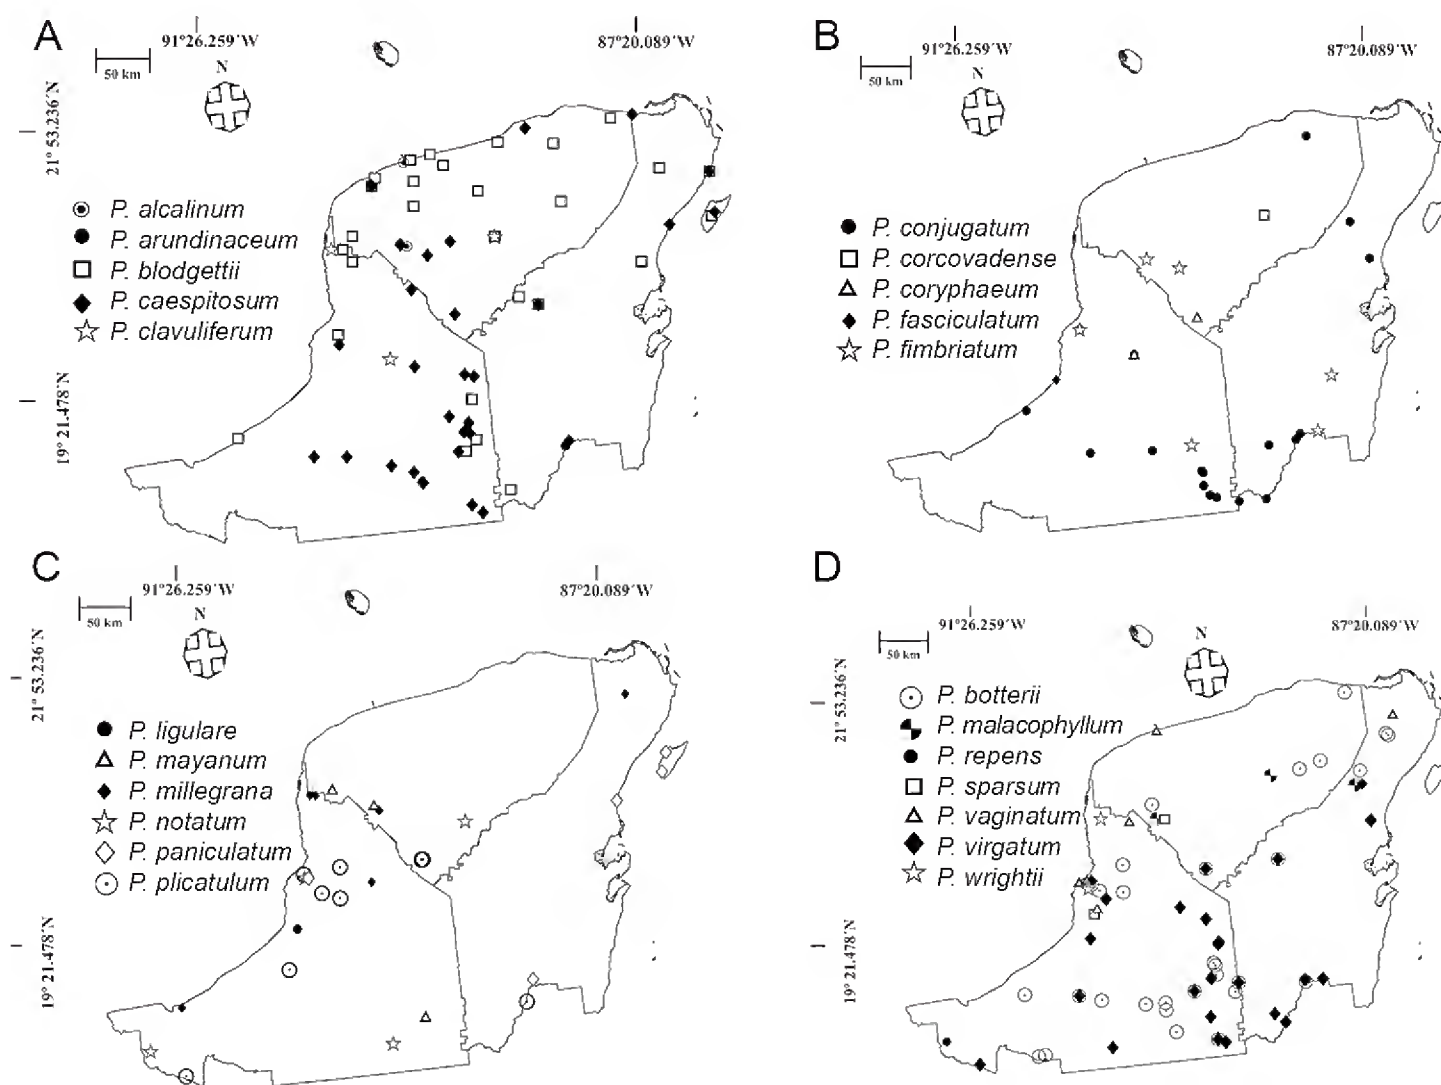 A
91°26.259´W
87°20.089´W
50 km
N
21° 53.236´N
19° 21.478´N
P. alcalinum
P. arundinaceum
P. blodgettii
P. caespitosum
P. clavuliferum
B
91°26.259´W
87°20.089´W
50 km
N
P. conjugatum
P. corcovadense
P. coryphaeum
P. fasciculatum
P. fimbriatum
C
91°26.259´W
87°20.089´W
50 km
N
21° 53.236´N
19° 21.478´N
P. ligulare
P. mayanum
P. millegrana
P. notatum
P. paniculatum
P. plicatulum
D
91°26.259´W
87°20.089´W
50 km
N
21° 53.236´N
19° 21.478´N
P. botterii
P. malacophyllum
P. repens
P. sparsum
P. vaginatum
P. virgatum
P. wrightii